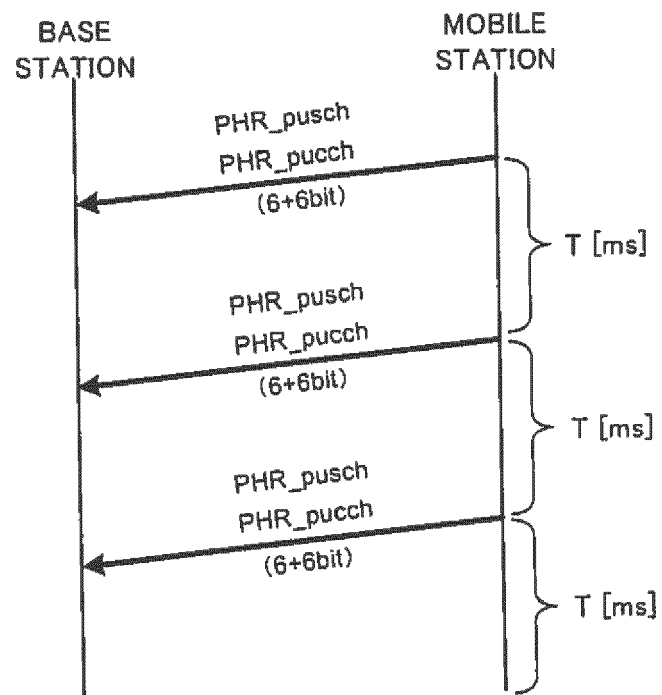 BASE
STATION
MOBILE
STATION
PHR_pusch
PHR_pucch
(6+6bit)
T [ms]
PHR_pusch
PHR_pucch
(6+6bit)
T [ms]
PHR_pusch
PHR_pucch
(6+6bit)
T [ms]